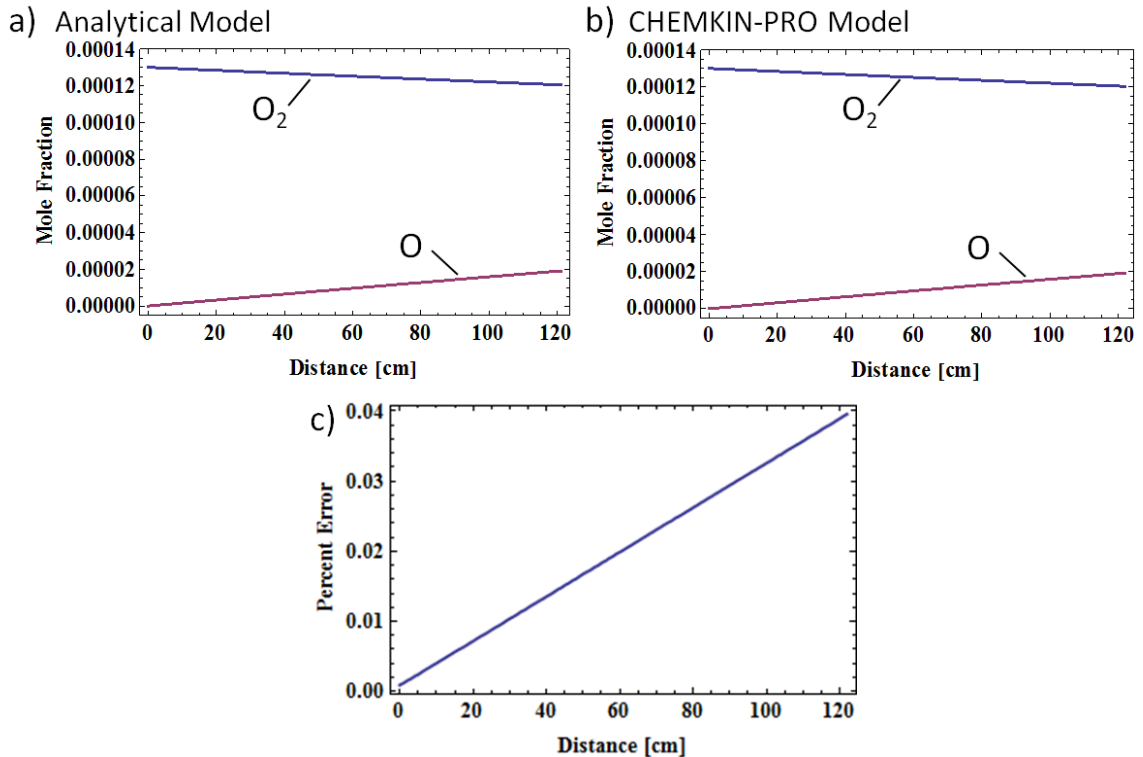 a) Analytical Model
0.00014
0.00012
0.00010
0.00008
0.00006
0.00004
0.00002
0.00000
Mole Fraction
O2
O
0 20 40 60 80 100 120
Distance [cm]
b) CHEMKIN-PRO Model
0.00014
0.00012
0.00010
0.00008
0.00006
0.00004
0.00002
0.00000
Mole Fraction
O2
O
0 20 40 60 80 100 120
Distance [cm]
c)
0.04
0.03
0.02
0.01
0.00
Percent Error
0 20 40 60 80 100 120
Distance [cm]